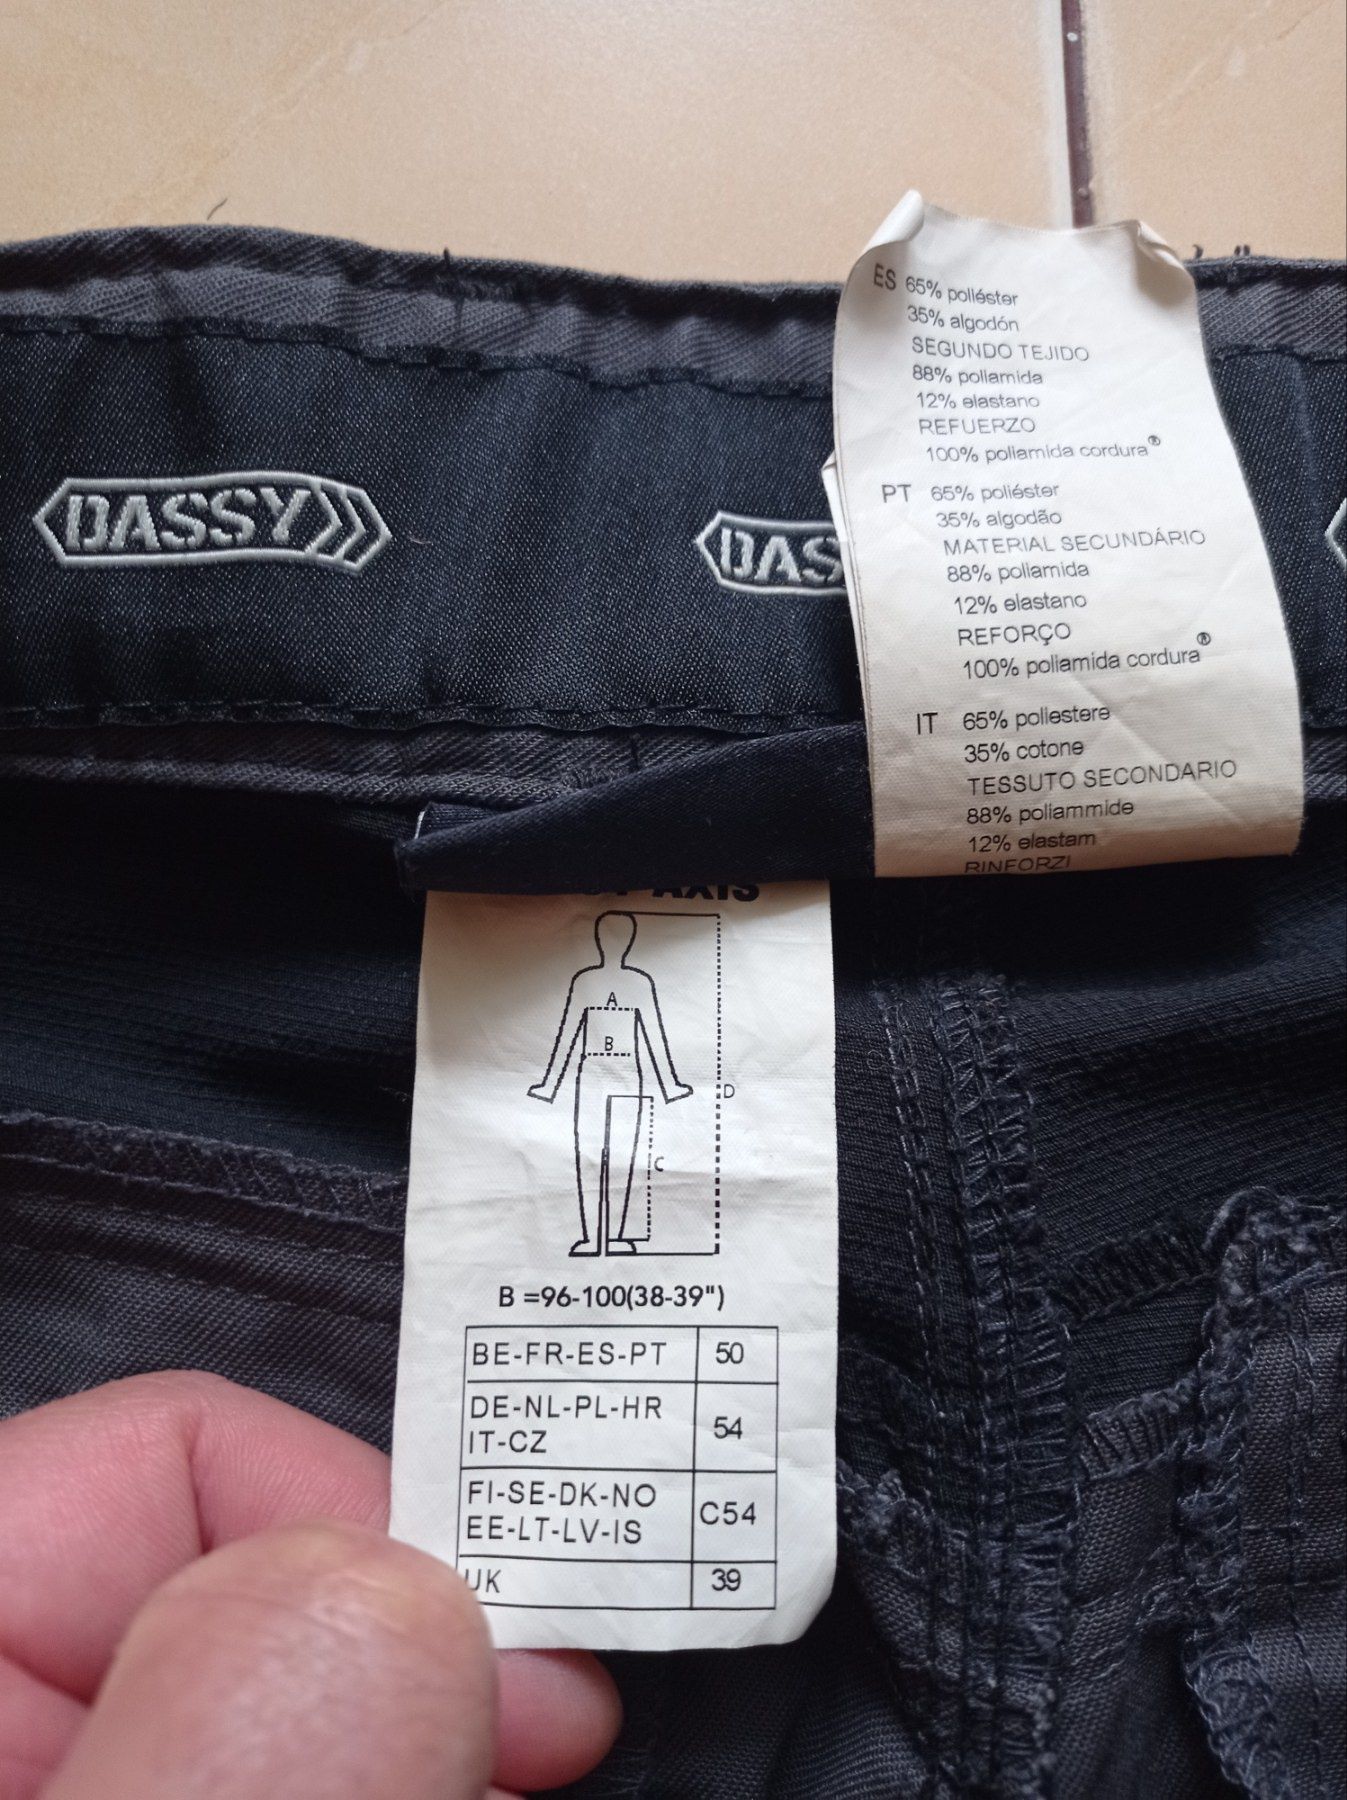 DASSY
DAS
ES 65% poliéster
35% algodón
SEGUNDO TEJIDO
88% poliamida
12% elastano
REFUERZO
100% poliamida cordura®
PT 65% poliéster
35% algodão
MATERIAL SECUNDÁRIO
88% poliamida
12% elastano
REFORÇO
100% poliamida cordura®
IT 65% poliestere
35% cotone
TESSUTO SECONDARIO
88% poliammide
12% elastam
RINFORZI
AXIS
A
B
D
C
B =96-100(38-39")
BE-FR-ES-PT 50
DE-NL-PL-HR
IT-CZ 54
FI-SE-DK-NO
EE-LT-LV-IS C54
UK 39